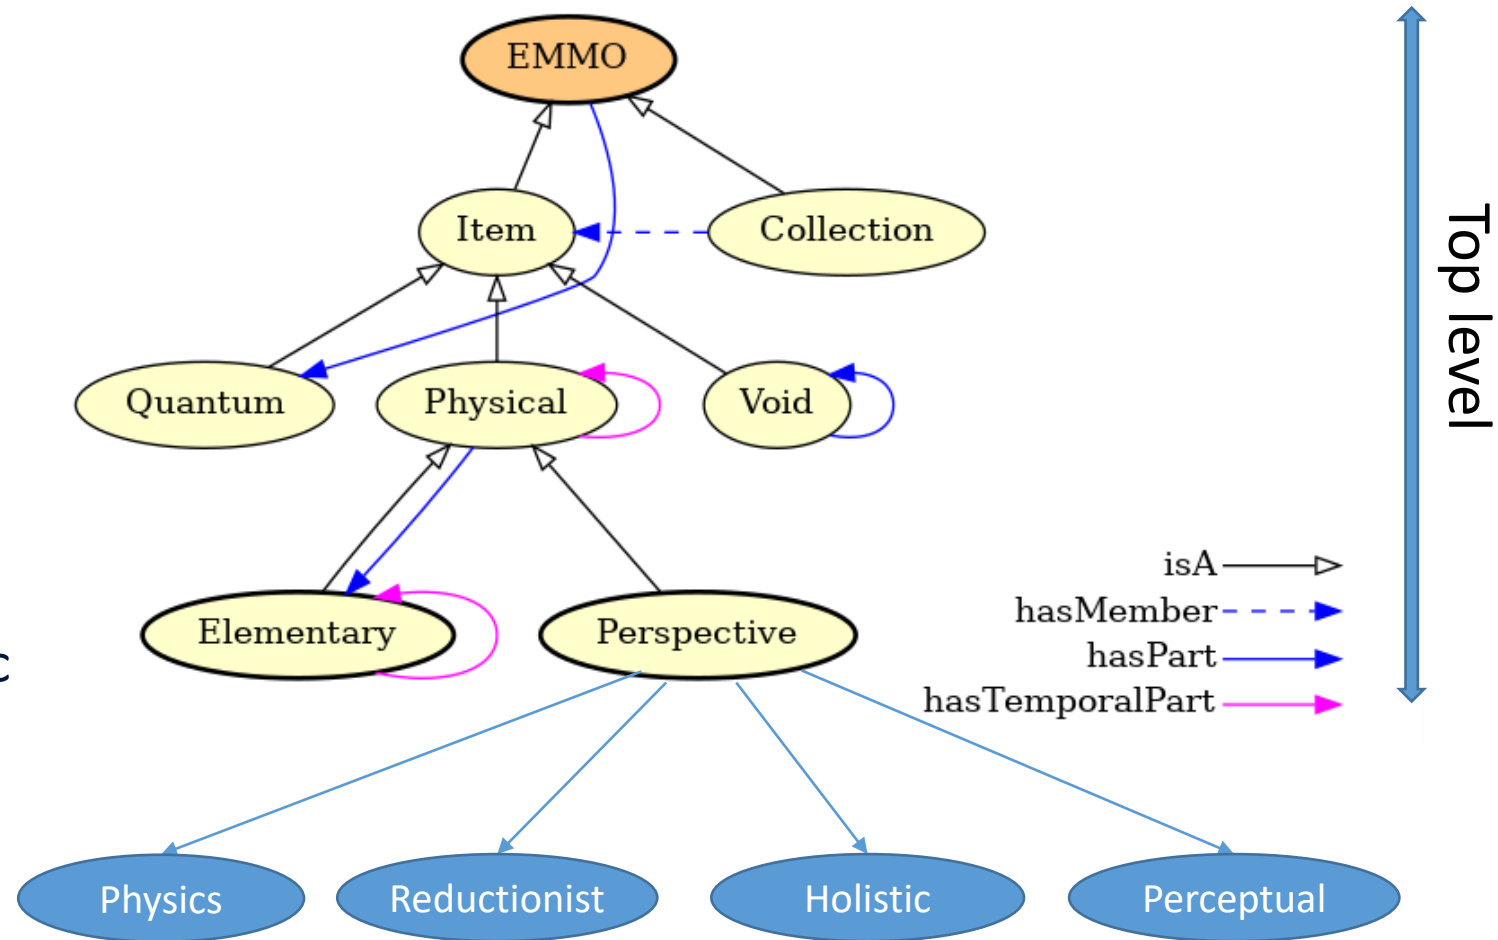 EMMO
Item
Collection
Quantum
Physical
Void
Elementary
Perspective
c
isA
hasMember
hasPart
hasTemporalPart
Top level
Physics
Reductionist
Holistic
Perceptual